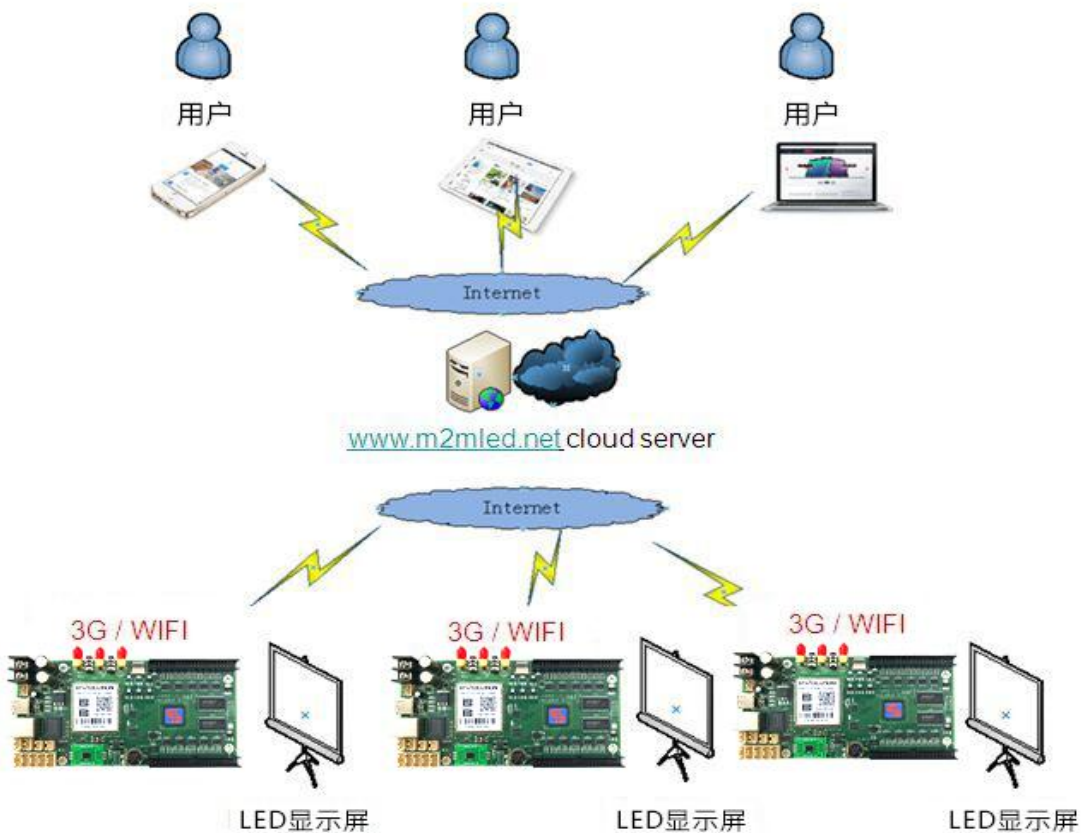 用户 用户 用户
Internet
www.m2mled.net cloud server
Internet
3G / WIFI 3G / WIFI 3G / WIFI
LED显示屏 LED显示屏 LED显示屏